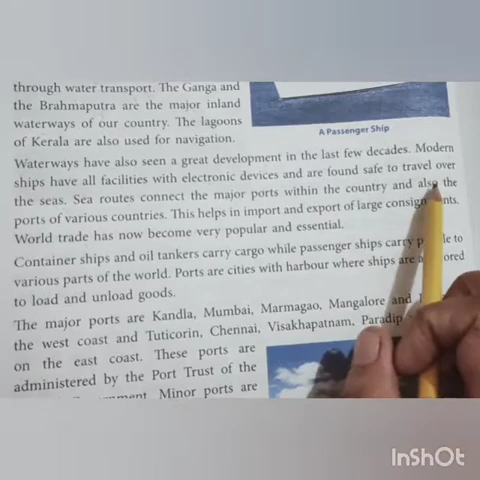 through water transport. The Ganga and
the Brahmaputra are the major inland
waterways of our country. The lagoons
of Kerala are also used for navigation.
A Passenger Ship
Waterways have also seen a great development in the last few decades. Modern
ships have all facilities with electronic devices and are found safe to travel over
the seas. Sea routes connect the major ports within the country and also the
ports of various countries. This helps in import and export of large
World trade has now become very popular and essential.
Container ships and oil tankers carry cargo while passenger ships carry to
various parts of the world. Ports are cities with harbour where ships are
to load and unload goods.
The major ports are Kandla, Mumbai, Marmagao, Mangalore and
the west coast and Tuticorin, Chennai, Visakhapatnam, Paradip
on the east coast. These ports are
administered by the Port Trust of the
Minor ports are
InShOt